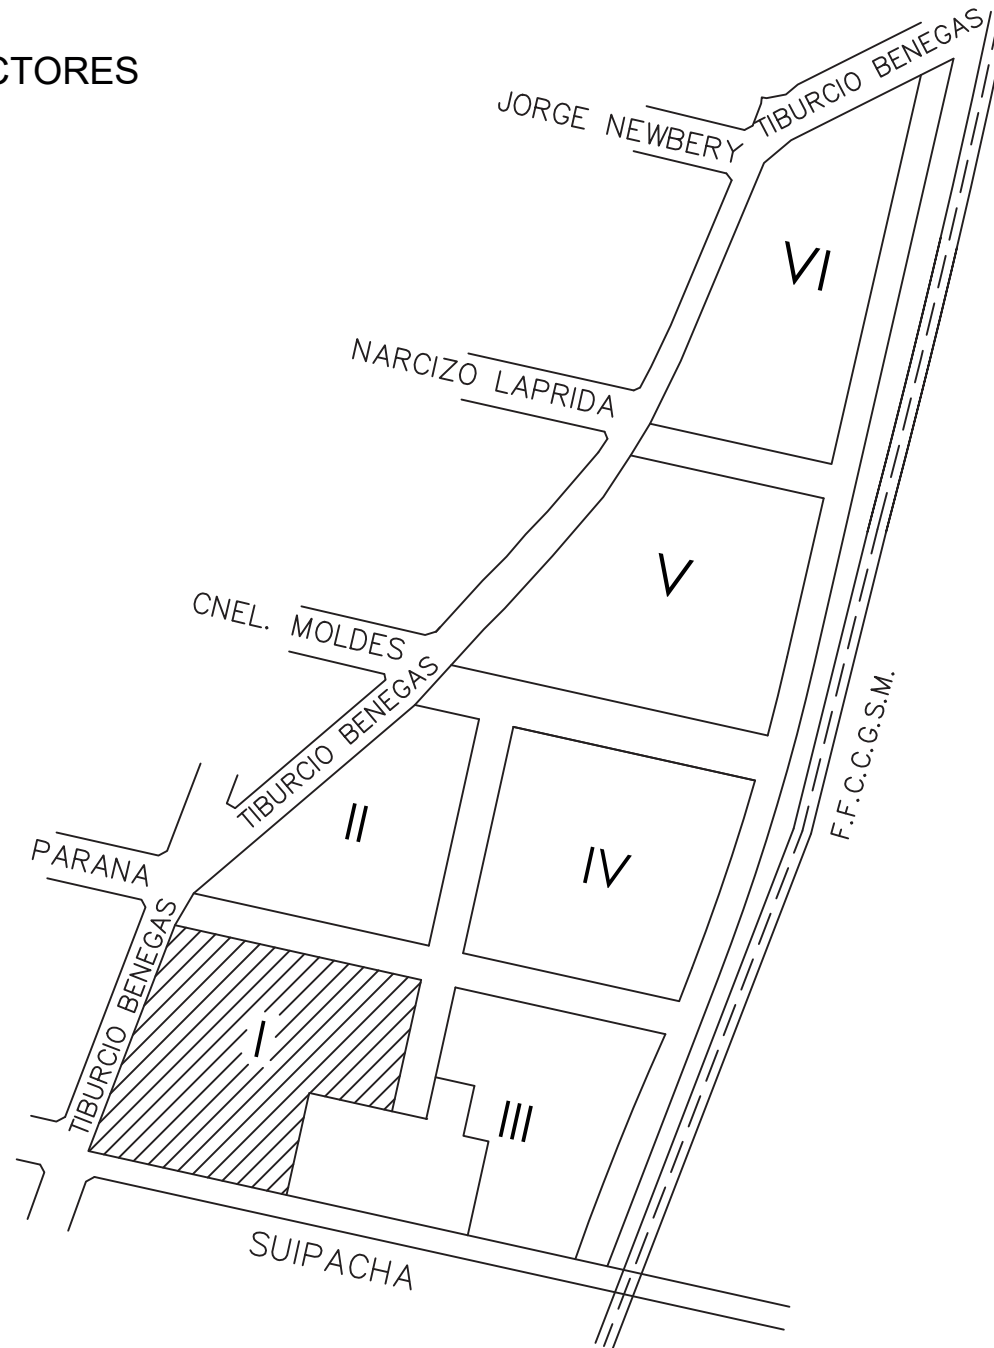 CTORES
TIBURCIO BENEGAS
JORGE NEWBERY
VI
NARCIZO LAPRIDA
V
CNEL. MOLDES
TIBURCIO BENEGAS
F.F.C.C.G.S.M.
II
IV
PARANA
TIBURCIO BENEGAS
I
III
SUIPACHA